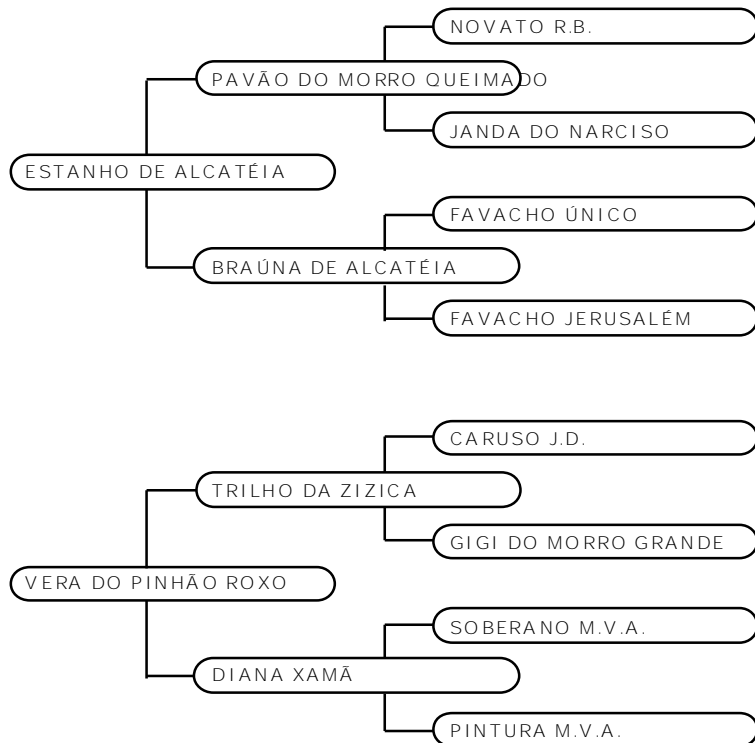 NOVATO R.B.
PAVÃO DO MORRO QUEIMADO
JANDA DO NARCISO
ESTANHO DE ALCATÉIA
FAVACHO ÚNICO
BRAÚNA DE ALCATÉIA
FAVACHO JERUSALÉM
CARUSO J.D.
TRILHO DA ZIZICA
GIGI DO MORRO GRANDE
VERA DO PINHÃO ROXO
SOBERANO M.V.A.
DIANA XAMÃ
PINTURA M.V.A.